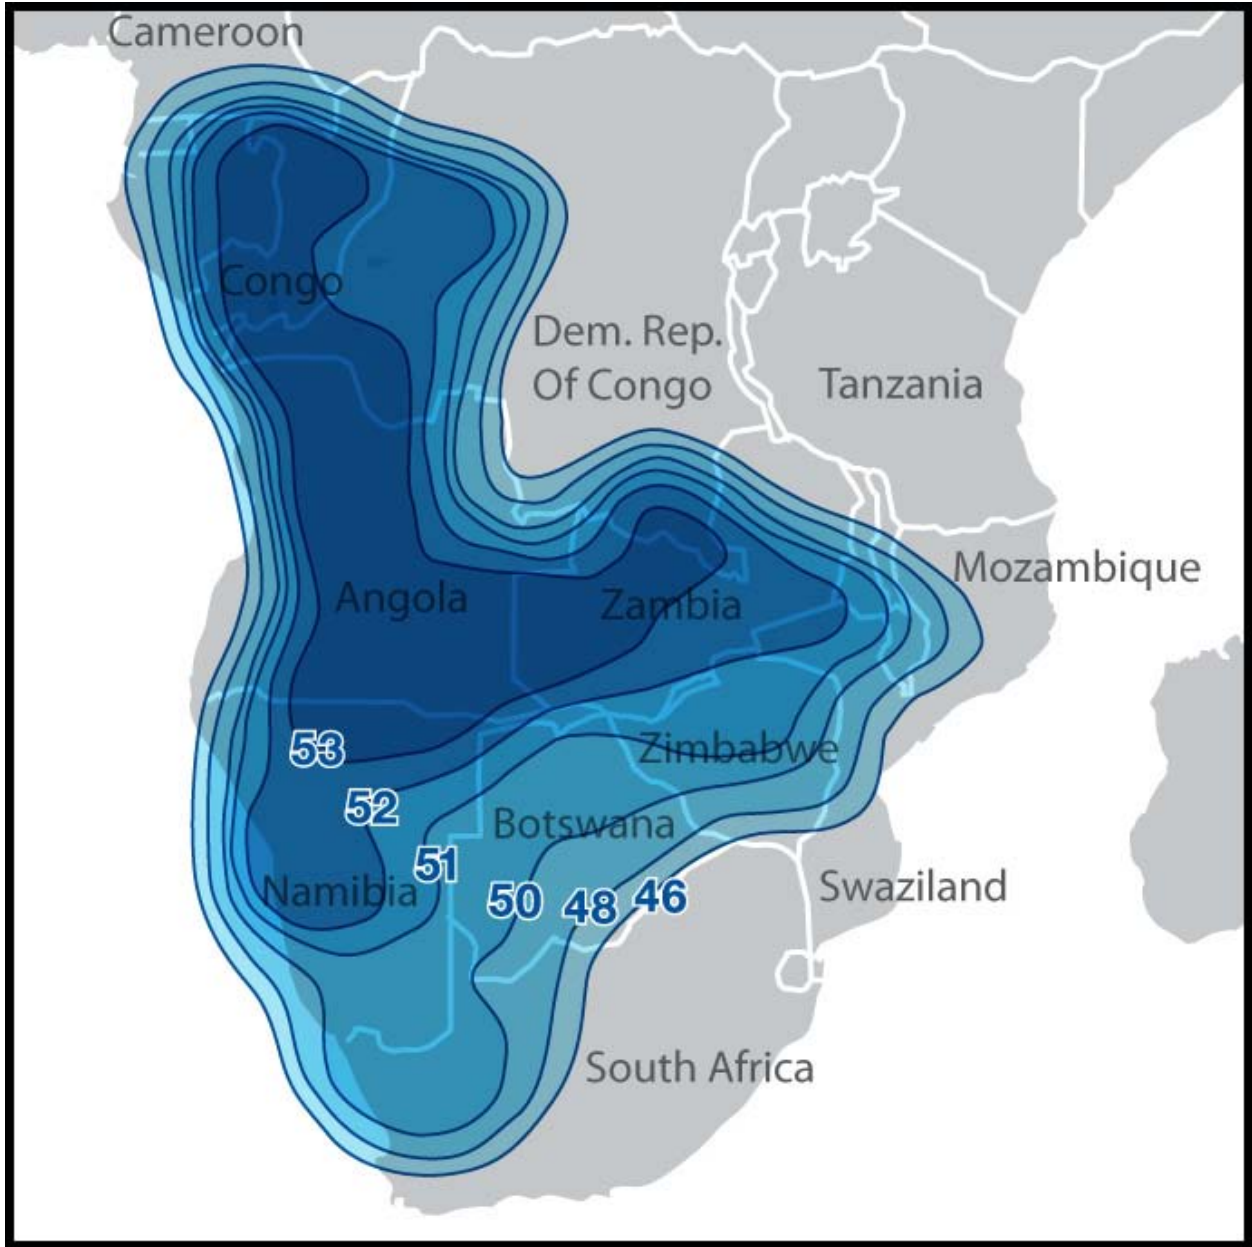 Cameroon
Congo
Dem. Rep.
Of Congo
Tanzania
Mozambique
Angola
Zambia
53
Zimbabwe
52
Botswana
51
Namibia
50
48
46
Swaziland
South Africa